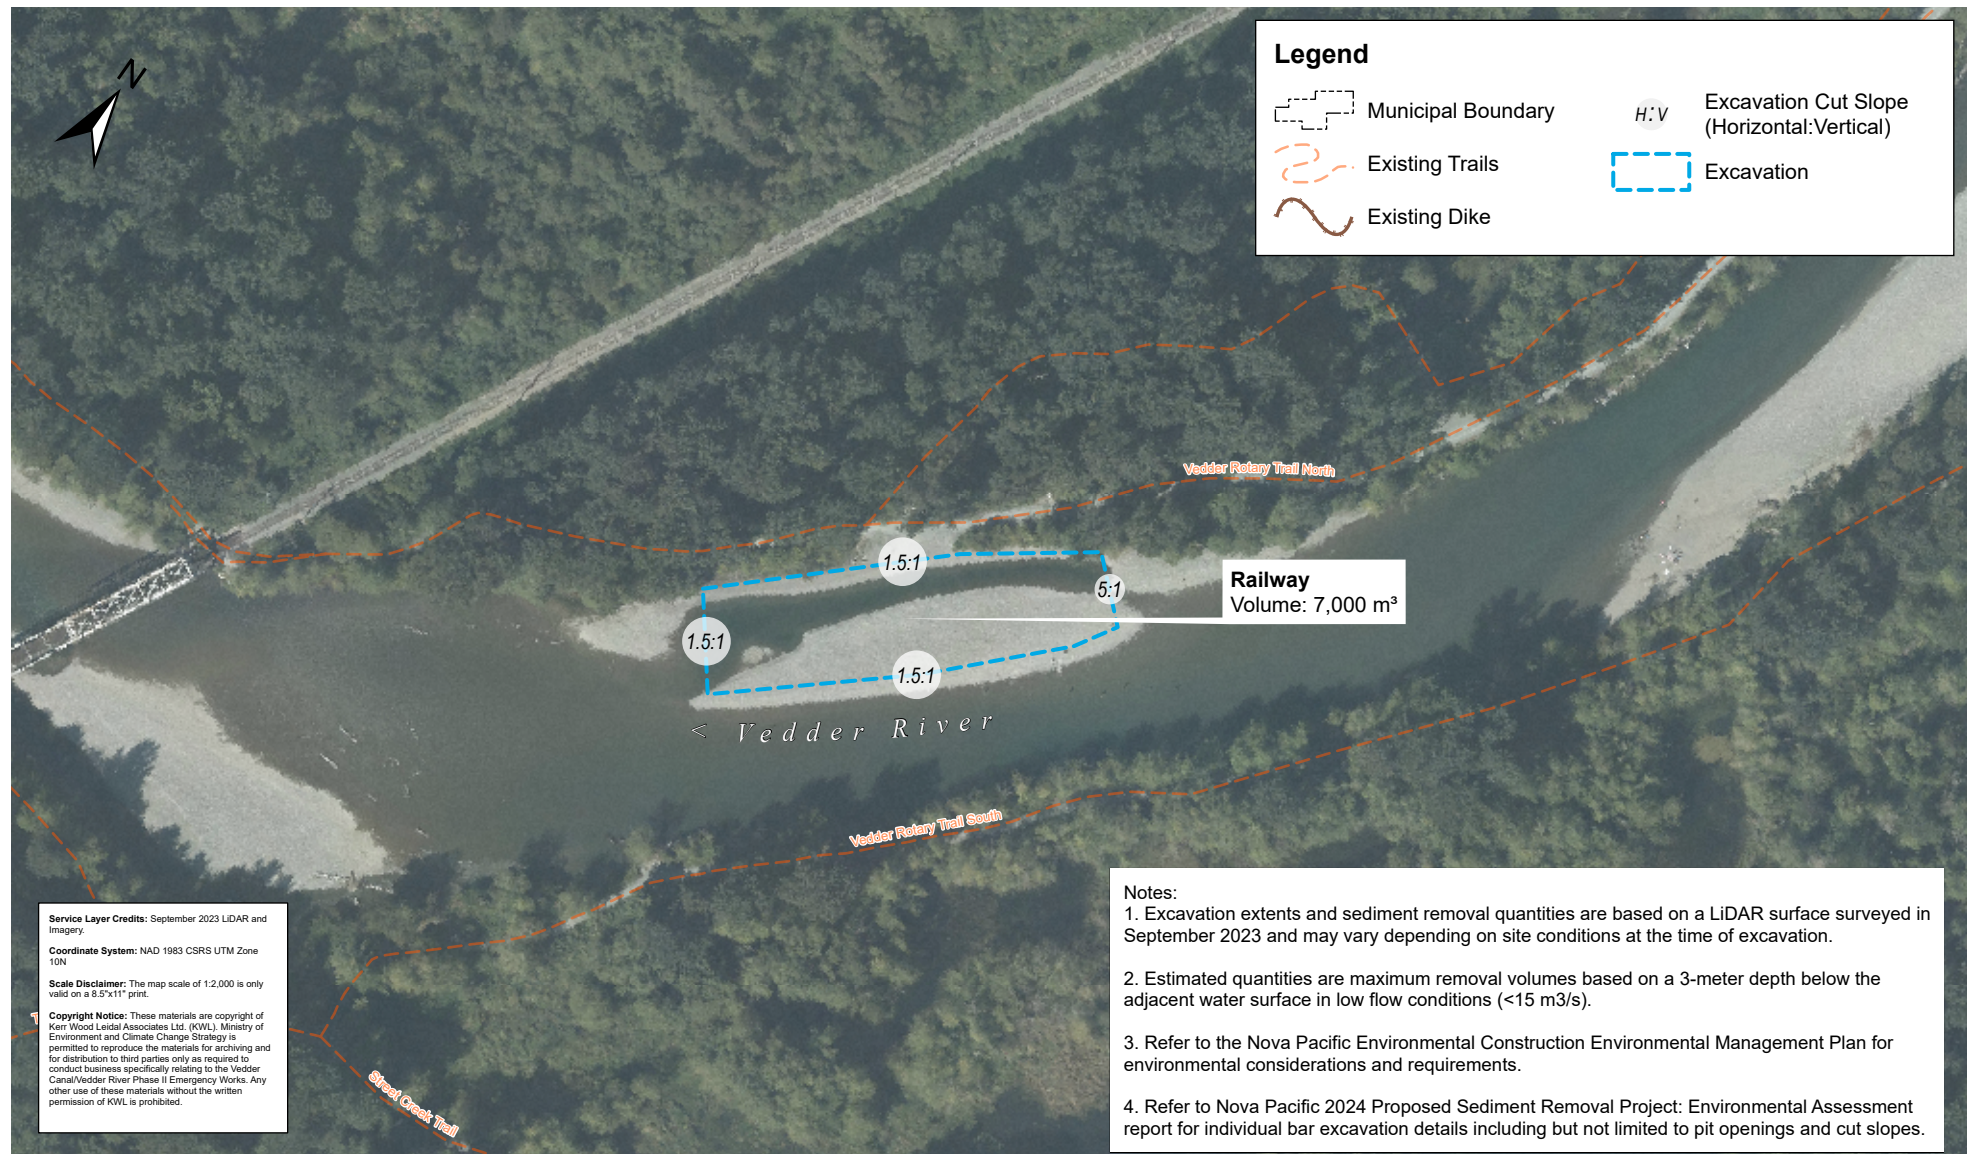 N
Legend
Municipal Boundary
Existing Trails
Existing Dike
H:V
Excavation Cut Slope
(Horizontal:Vertical)
Excavation
Vedder Rotary Trail North
1.5:1
5:1
1.5:1
1.5:1
Railway
Volume: 7,000 m³
< Vedder River
Vedder Rotary Trail South
Street Creek Trail
Service Layer Credits: September 2023 LiDAR and
Imagery.
Coordinate System: NAD 1983 CSRS UTM Zone
10N
Scale Disclaimer: The map scale of 1:2,000 is only
valid on a 8.5"x11" print.
Copyright Notice: These materials are copyright of
Kerr Wood Leidal Associates Ltd. (KWL). Ministry of
Environment and Climate Change Strategy is
permitted to reproduce the materials for archiving and
for distribution to third parties only as required to
conduct business specifically relating to the Vedder
Canal/Vedder River Phase II Emergency Works. Any
other use of these materials without the written
permission of KWL is prohibited.
Notes:
1. Excavation extents and sediment removal quantities are based on a LiDAR surface surveyed in
September 2023 and may vary depending on site conditions at the time of excavation.
2. Estimated quantities are maximum removal volumes based on a 3-meter depth below the
adjacent water surface in low flow conditions (<15 m3/s).
3. Refer to the Nova Pacific Environmental Construction Environmental Management Plan for
environmental considerations and requirements.
4. Refer to Nova Pacific 2024 Proposed Sediment Removal Project: Environmental Assessment
report for individual bar excavation details including but not limited to pit openings and cut slopes.